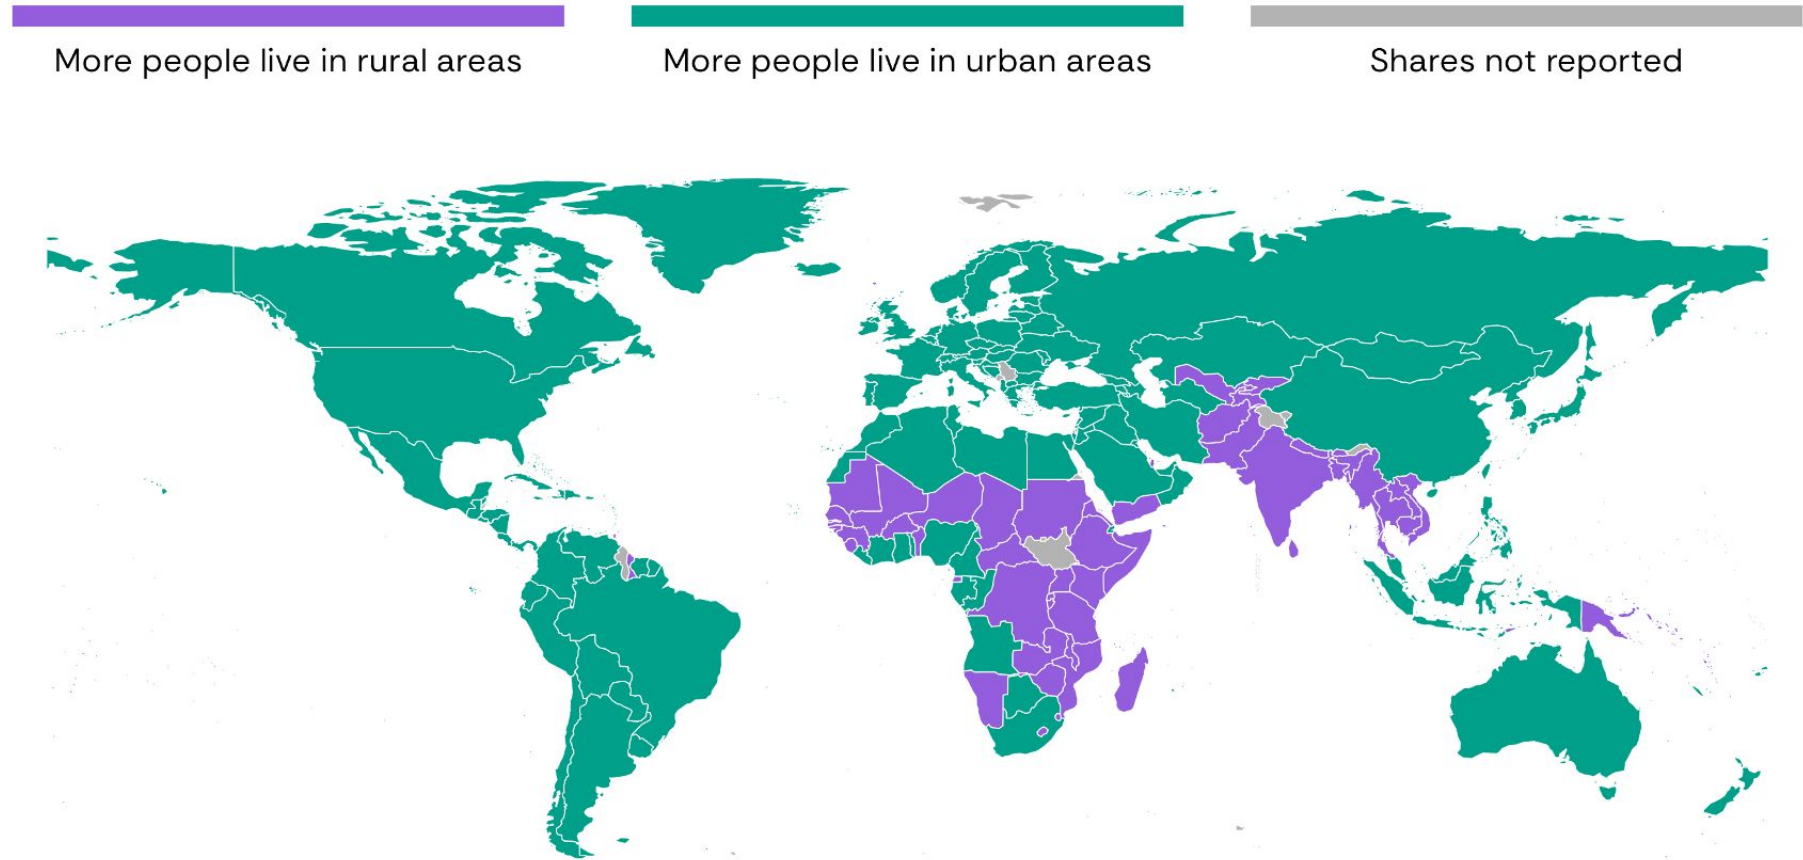 More people live in rural areas
More people live in urban areas
Shares not reported